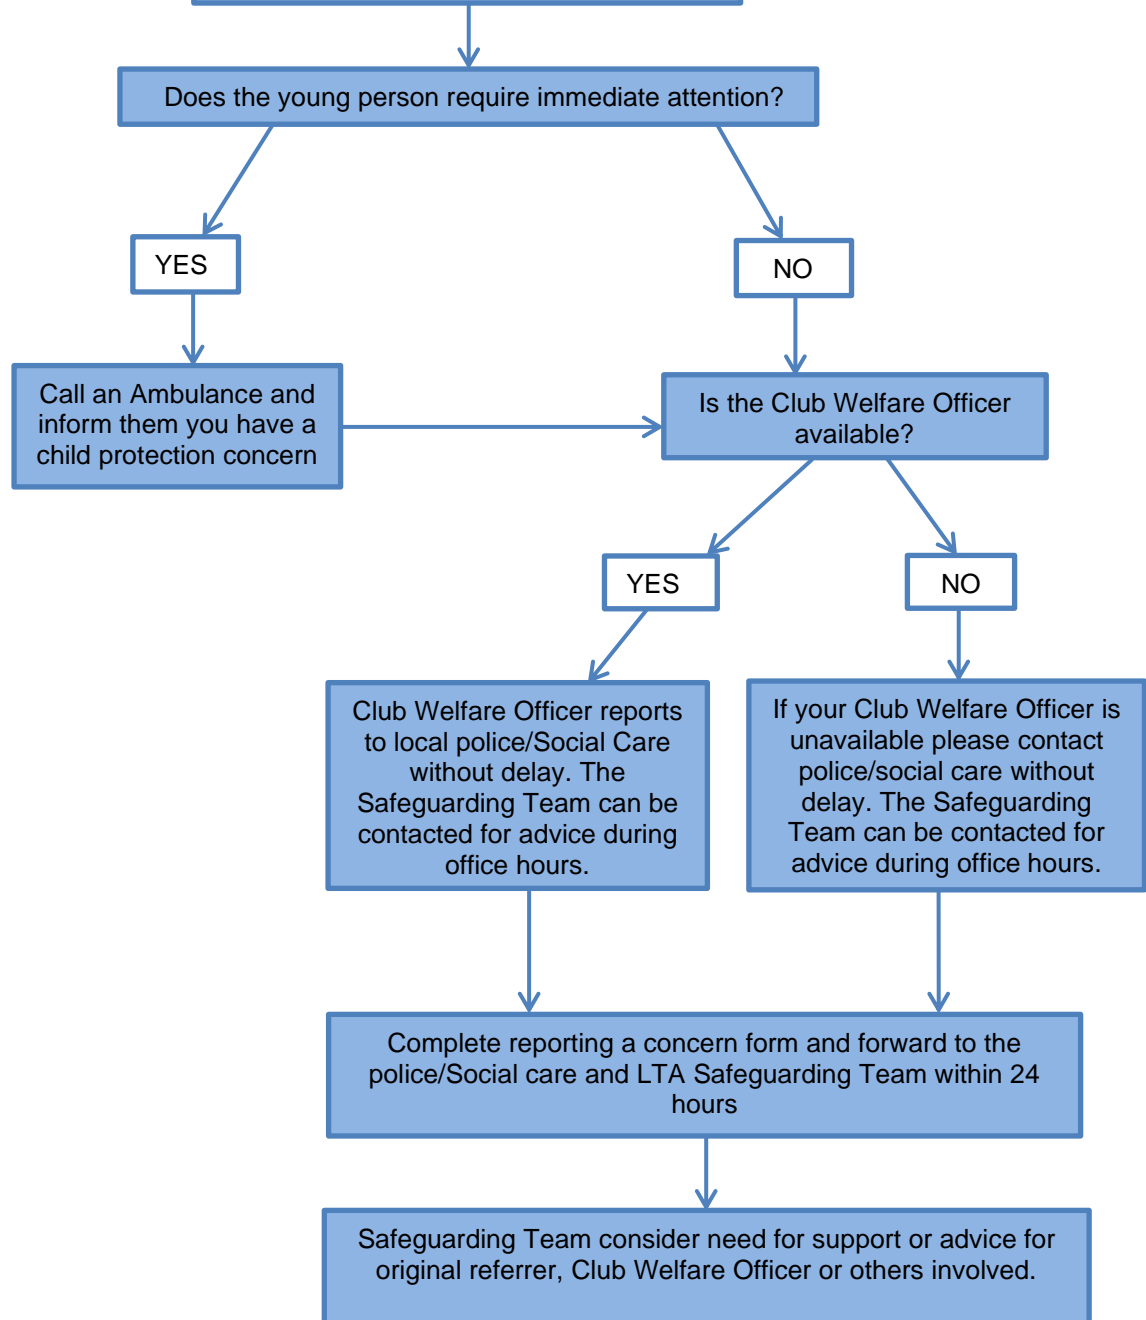 Does the young person require immediate attention?
YES
NO
Call an Ambulance and
inform them you have a
child protection concern
Is the Club Welfare Officer
available?
YES
NO
Club Welfare Officer reports
to local police/Social Care
without delay. The
Safeguarding Team can be
contacted for advice during
office hours.
If your Club Welfare Officer is
unavailable please contact
police/social care without
delay. The Safeguarding
Team can be contacted for
advice during office hours.
Complete reporting a concern form and forward to the
police/Social care and LTA Safeguarding Team within 24
hours
Safeguarding Team consider need for support or advice for
original referrer, Club Welfare Officer or others involved.